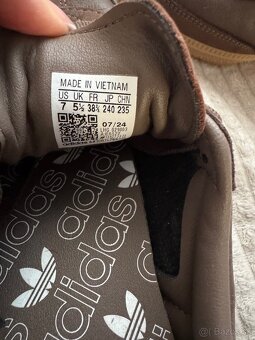 MADE IN VIETNAM
US UK FR JP CHN
7 5½ 38⅔ 240 235
07/24
adidas
adidas
adidas
adidas